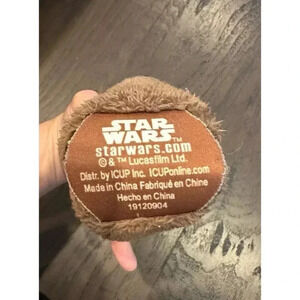 STAR
WARS™
starwars.com
© & ™ Lucasfilm Ltd.
Distr. by ICUP Inc. ICUPonline.com
Made in China Fabriqué en Chine
Hecho en China
19120904